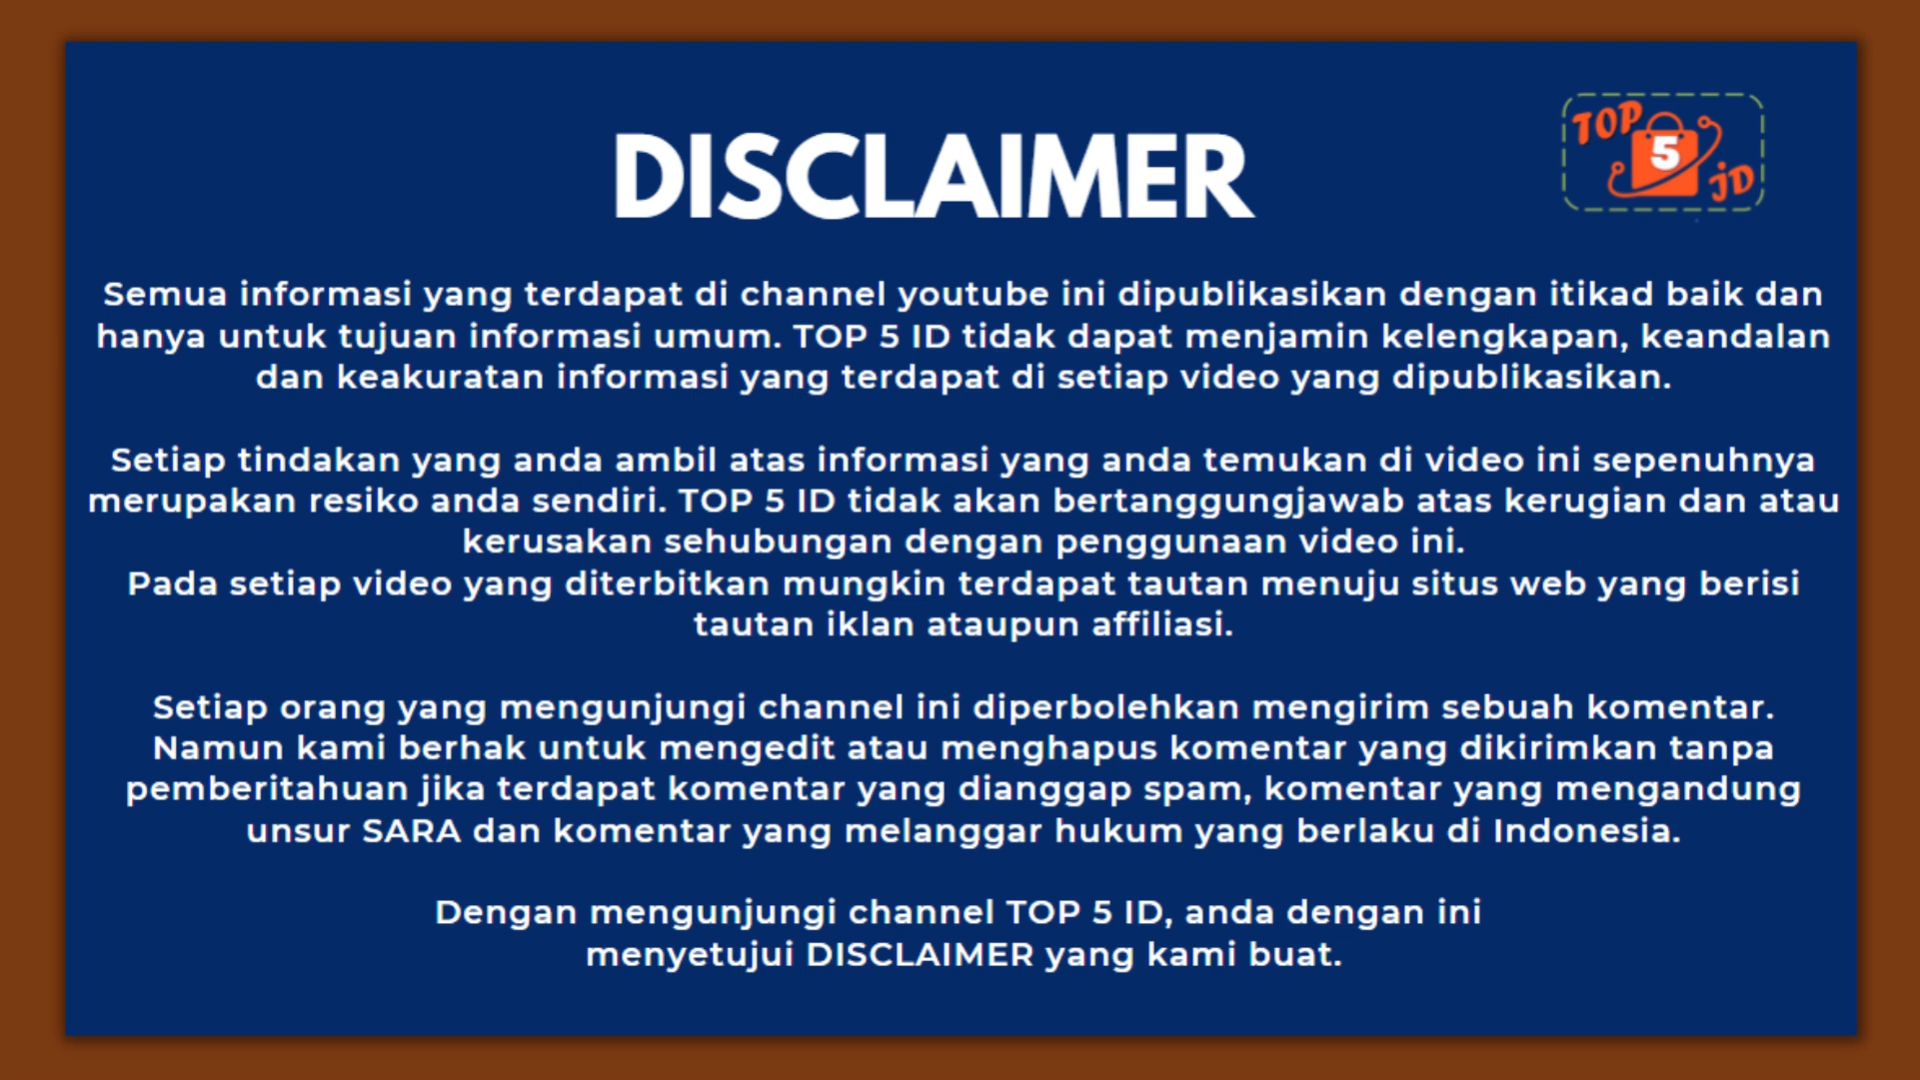 DISCLAIMER
TOP
5
ID
Semua informasi yang terdapat di channel youtube ini dipublikasikan dengan itikad baik dan
hanya untuk tujuan informasi umum. TOP 5 ID tidak dapat menjamin kelengkapan, keandalan
dan keakuratan informasi yang terdapat di setiap video yang dipublikasikan.
Setiap tindakan yang anda ambil atas informasi yang anda temukan di video ini sepenuhnya
merupakan resiko anda sendiri. TOP 5 ID tidak akan bertanggungjawab atas kerugian dan atau
kerusakan sehubungan dengan penggunaan video ini.
Pada setiap video yang diterbitkan mungkin terdapat tautan menuju situs web yang berisi
tautan iklan ataupun affiliasi.
Setiap orang yang mengunjungi channel ini diperbolehkan mengirim sebuah komentar.
Namun kami berhak untuk mengedit atau menghapus komentar yang dikirimkan tanpa
pemberitahuan jika terdapat komentar yang dianggap spam, komentar yang mengandung
unsur SARA dan komentar yang melanggar hukum yang berlaku di Indonesia.
Dengan mengunjungi channel TOP 5 ID, anda dengan ini
menyetujui DISCLAIMER yang kami buat.